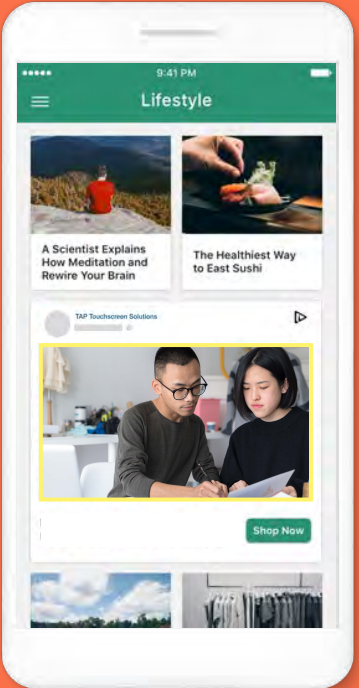 9:41 PM
Lifestyle
A Scientist Explains
How Meditation and
Rewire Your Brain
The Healthiest Way
to East Sushi
TAP Touchscreen Solutions
Shop Now